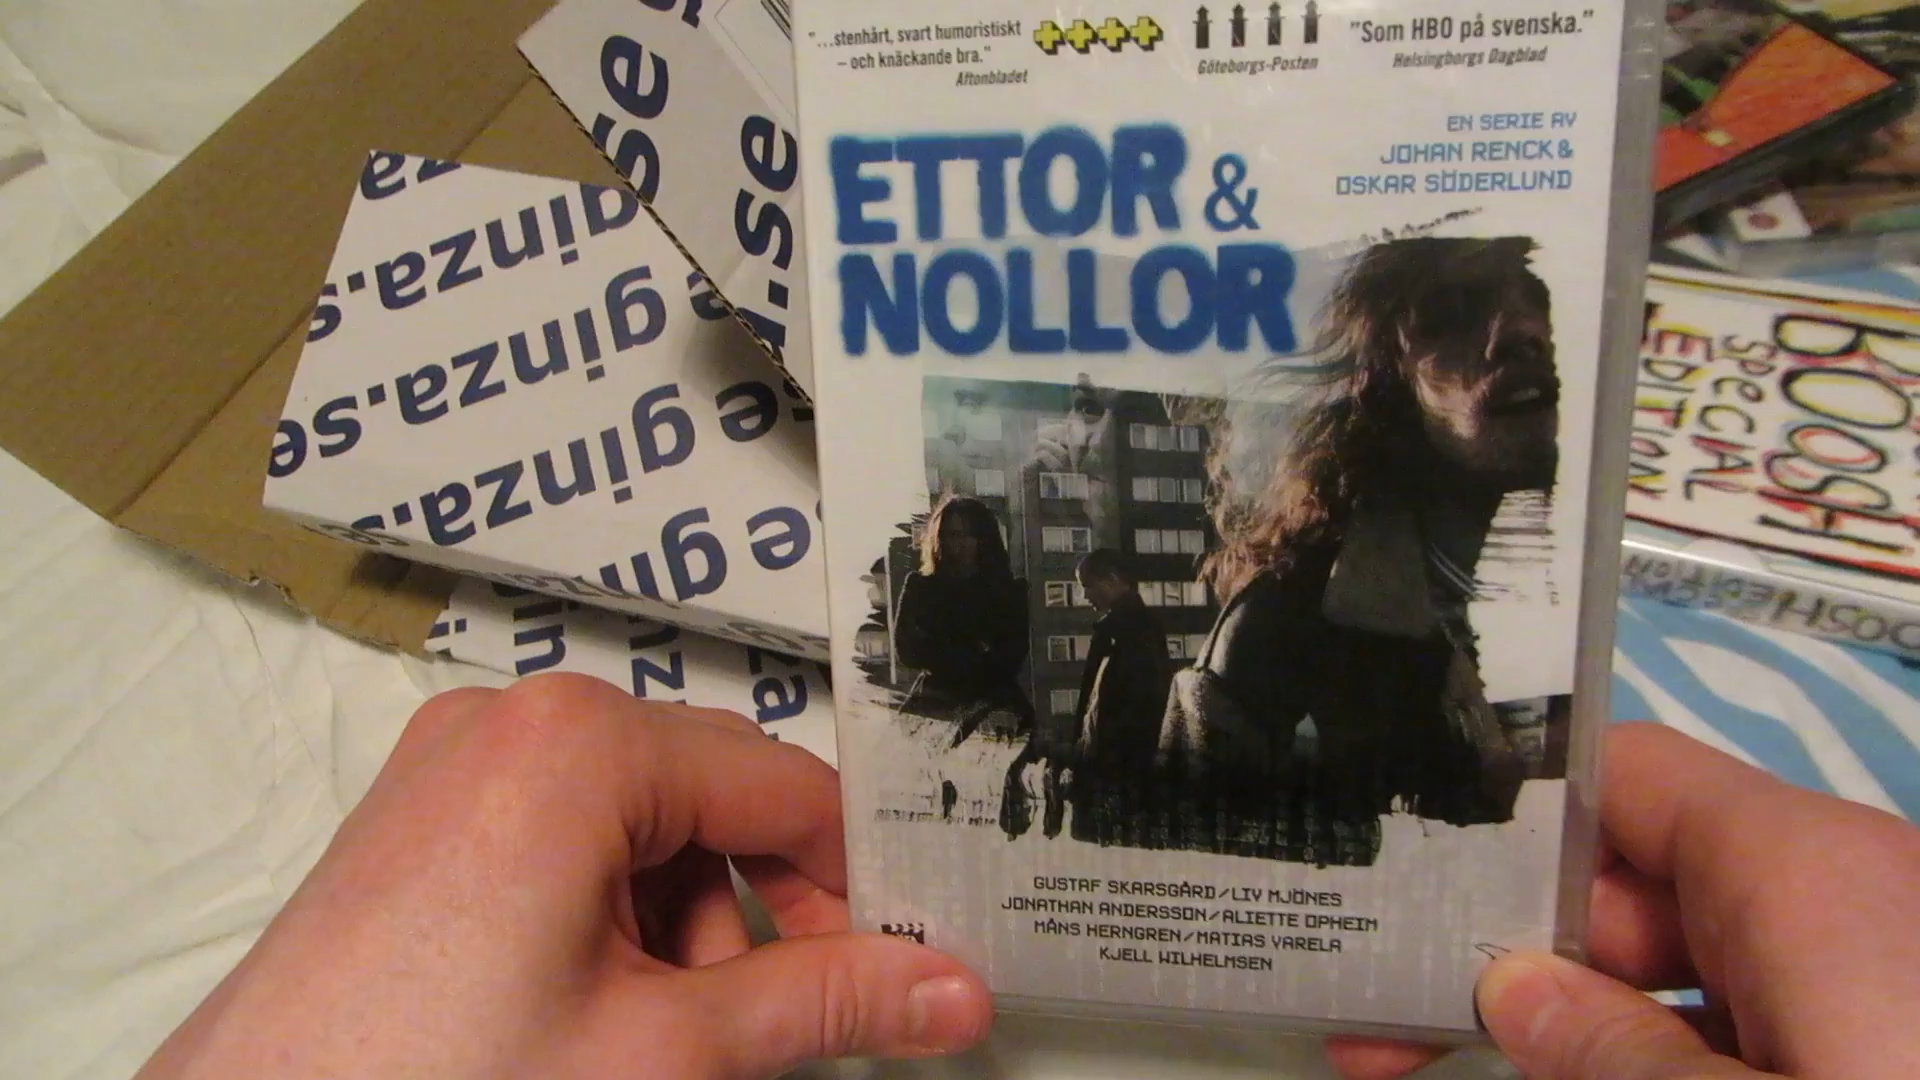 "...stenhårt, svart humoristiskt
– och knäckande bra."
Aftonbladet
Göteborgs-Posten
"Som HBO på svenska."
Helsingborgs Dagblad
EN SERIE AV
JOHAN RENCK &
OSKAR SÖDERLUND
ETTOR &
NOLLOR
GUSTAF SKARSGÅRD/LIV MJÖNES
JONATHAN ANDERSSON/ALIETTE OPHEIM
MÅNS HERNGREN/MATIAS VARELA
KJELL WILHELMSEN
ginza.se
ginza.se
ginza.se
BOOSH
SPECIAL
EDITION